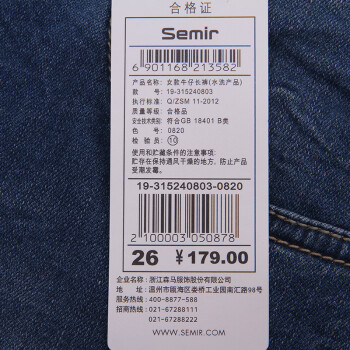 合格证
Semir
6 901168 213582
产品名称：女款牛仔长裤(水洗产品)
款    号：19-315240803
执行标准：Q/ZSM 11-2012
质量等级：合格品
安全技术类别：符合GB 18401 B类
色    号：0820
检 验 员：⑩
使用和贮藏条件的注意事项:
贮存在保持通风干燥的地方，防止产品
受潮发霉。
19-315240803-0820
2 100003 050878
26 ¥179.00
企业名称：浙江森马服饰股份有限公司
地    址：温州市瓯海区娄桥工业园南汇路98号
服务热线：400-8877-588
招商热线：021-67288111
021-67288222
WWW.SEMIR.COM